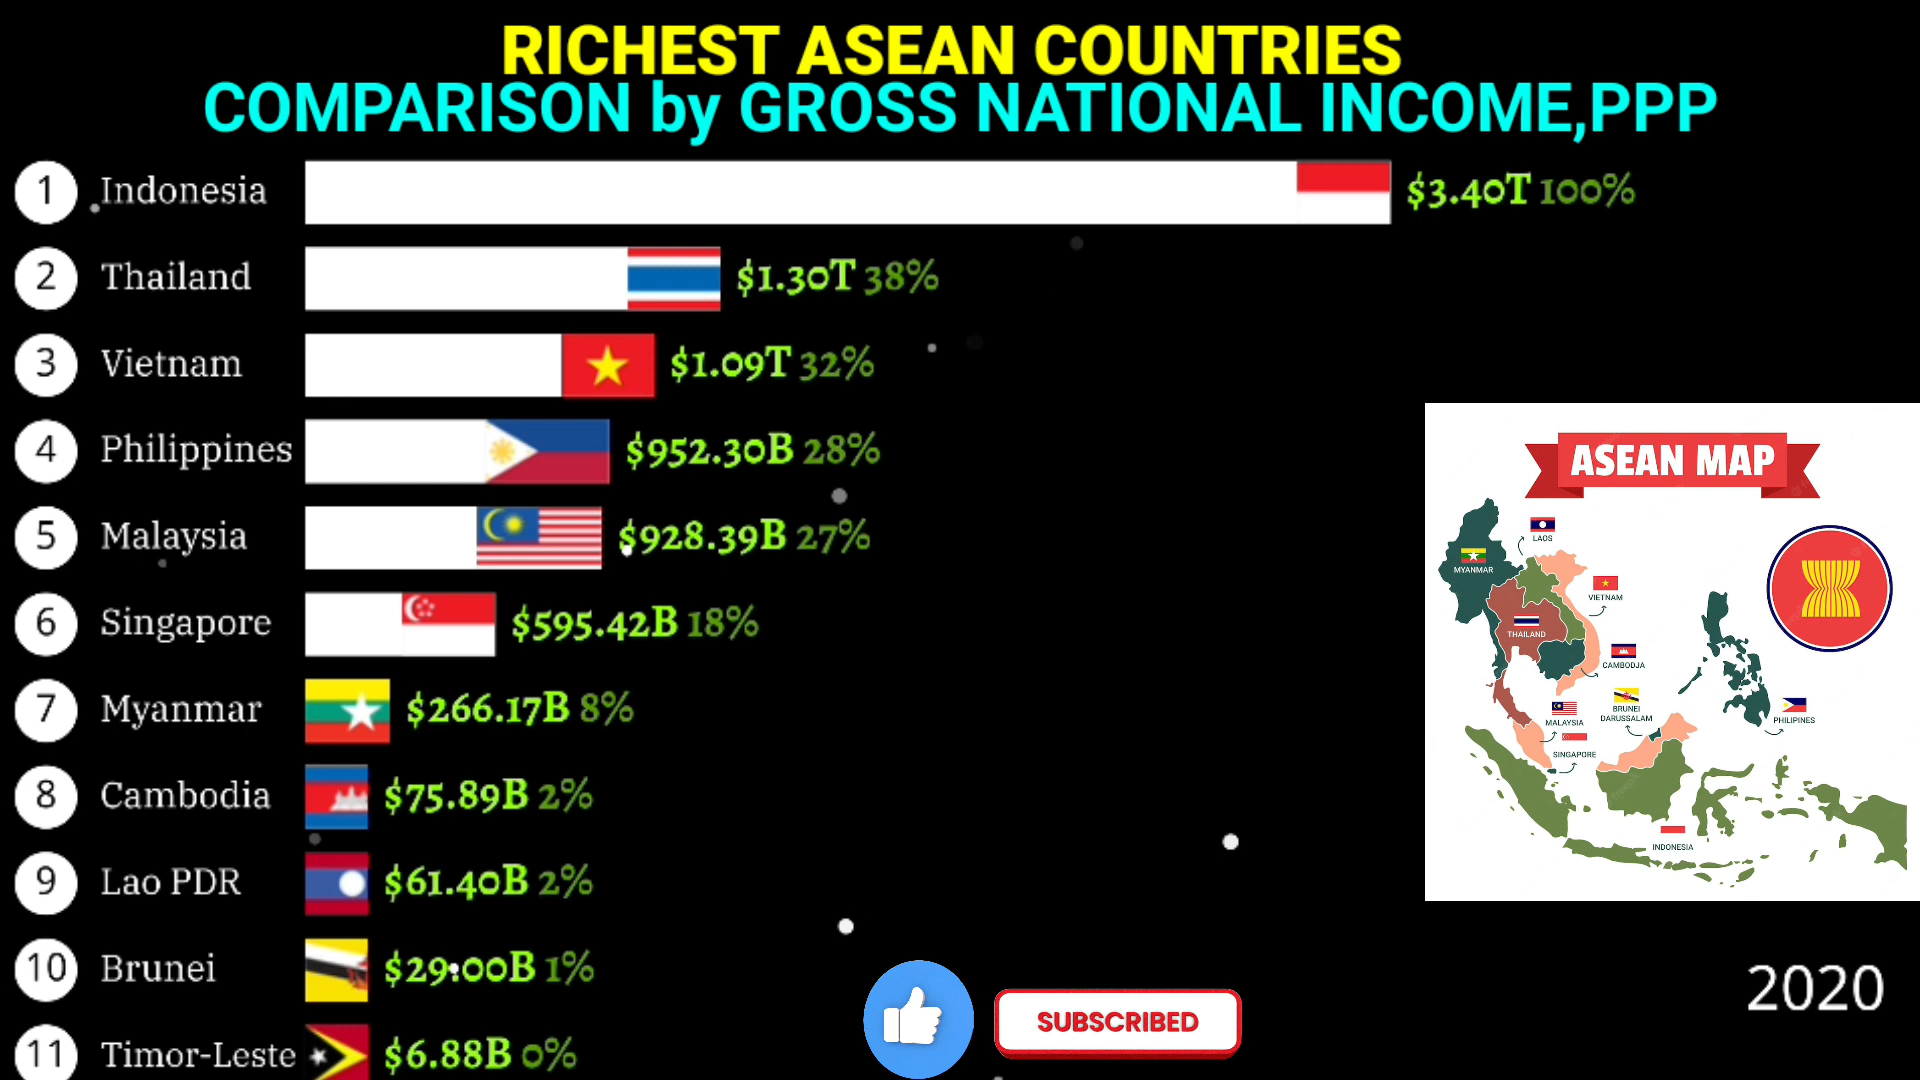 RICHEST ASEAN COUNTRIES
COMPARISON by GROSS NATIONAL INCOME,PPP
1 Indonesia $3.40T 100%
2 Thailand $1.30T 38%
3 Vietnam $1.09T 32%
4 Philippines $952.30B 28%
5 Malaysia $928.39B 27%
6 Singapore $595.42B 18%
7 Myanmar $266.17B 8%
8 Cambodia $75.89B 2%
9 Lao PDR $61.40B 2%
10 Brunei $29.00B 1%
11 Timor-Leste $6.88B 0%
ASEAN MAP
LAOS
MYANMAR
VIETNAM
THAILAND
CAMBODJA
BRUNEI
DARUSSALAM
MALAYSIA
PHILIPINES
SINGAPORE
INDONESIA
2020
SUBSCRIBED